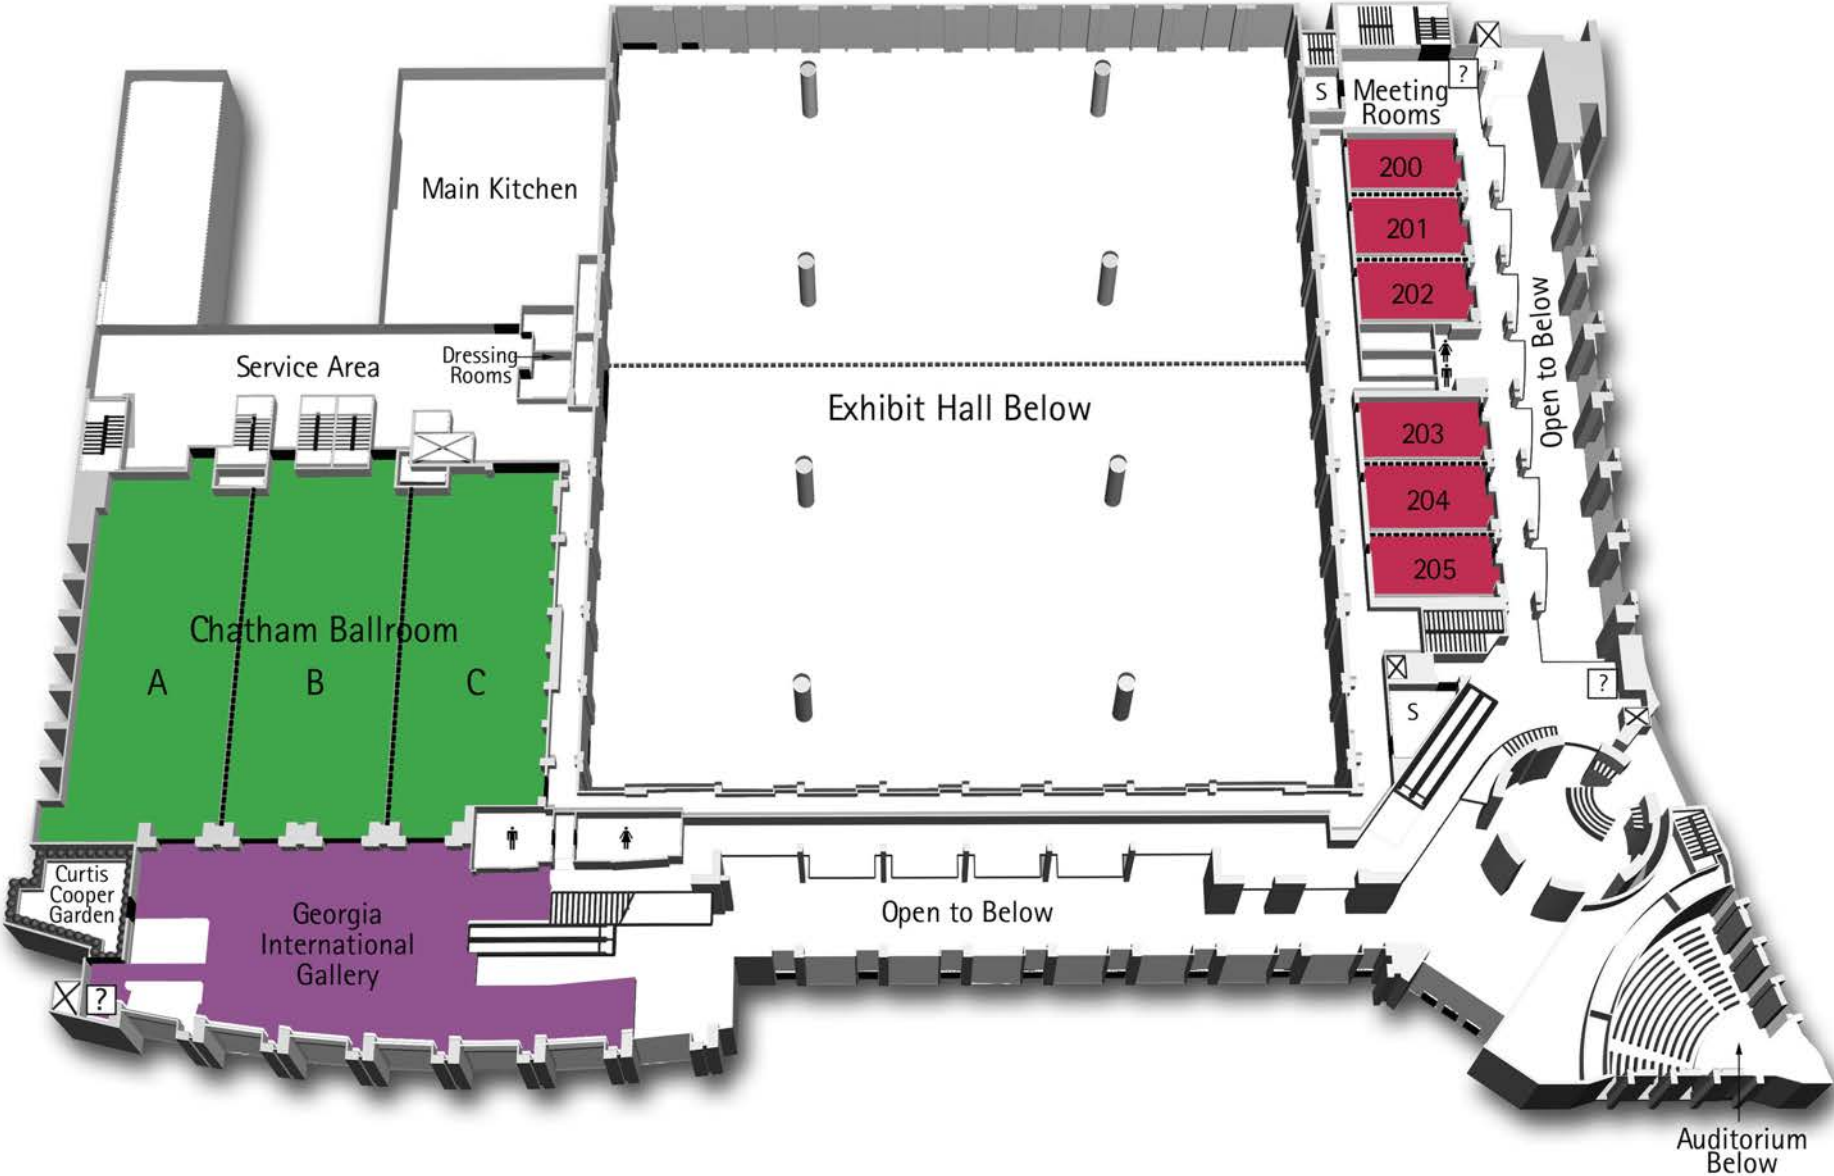 ?
S
Meeting
Rooms
200
201
202
203
204
205
Open to Below
Main Kitchen
Service Area
Dressing
Rooms
Exhibit Hall Below
Chatham Ballroom
A
B
C
?
S
Curtis
Cooper
Garden
Georgia
International
Gallery
Open to Below
?
Auditorium
Below